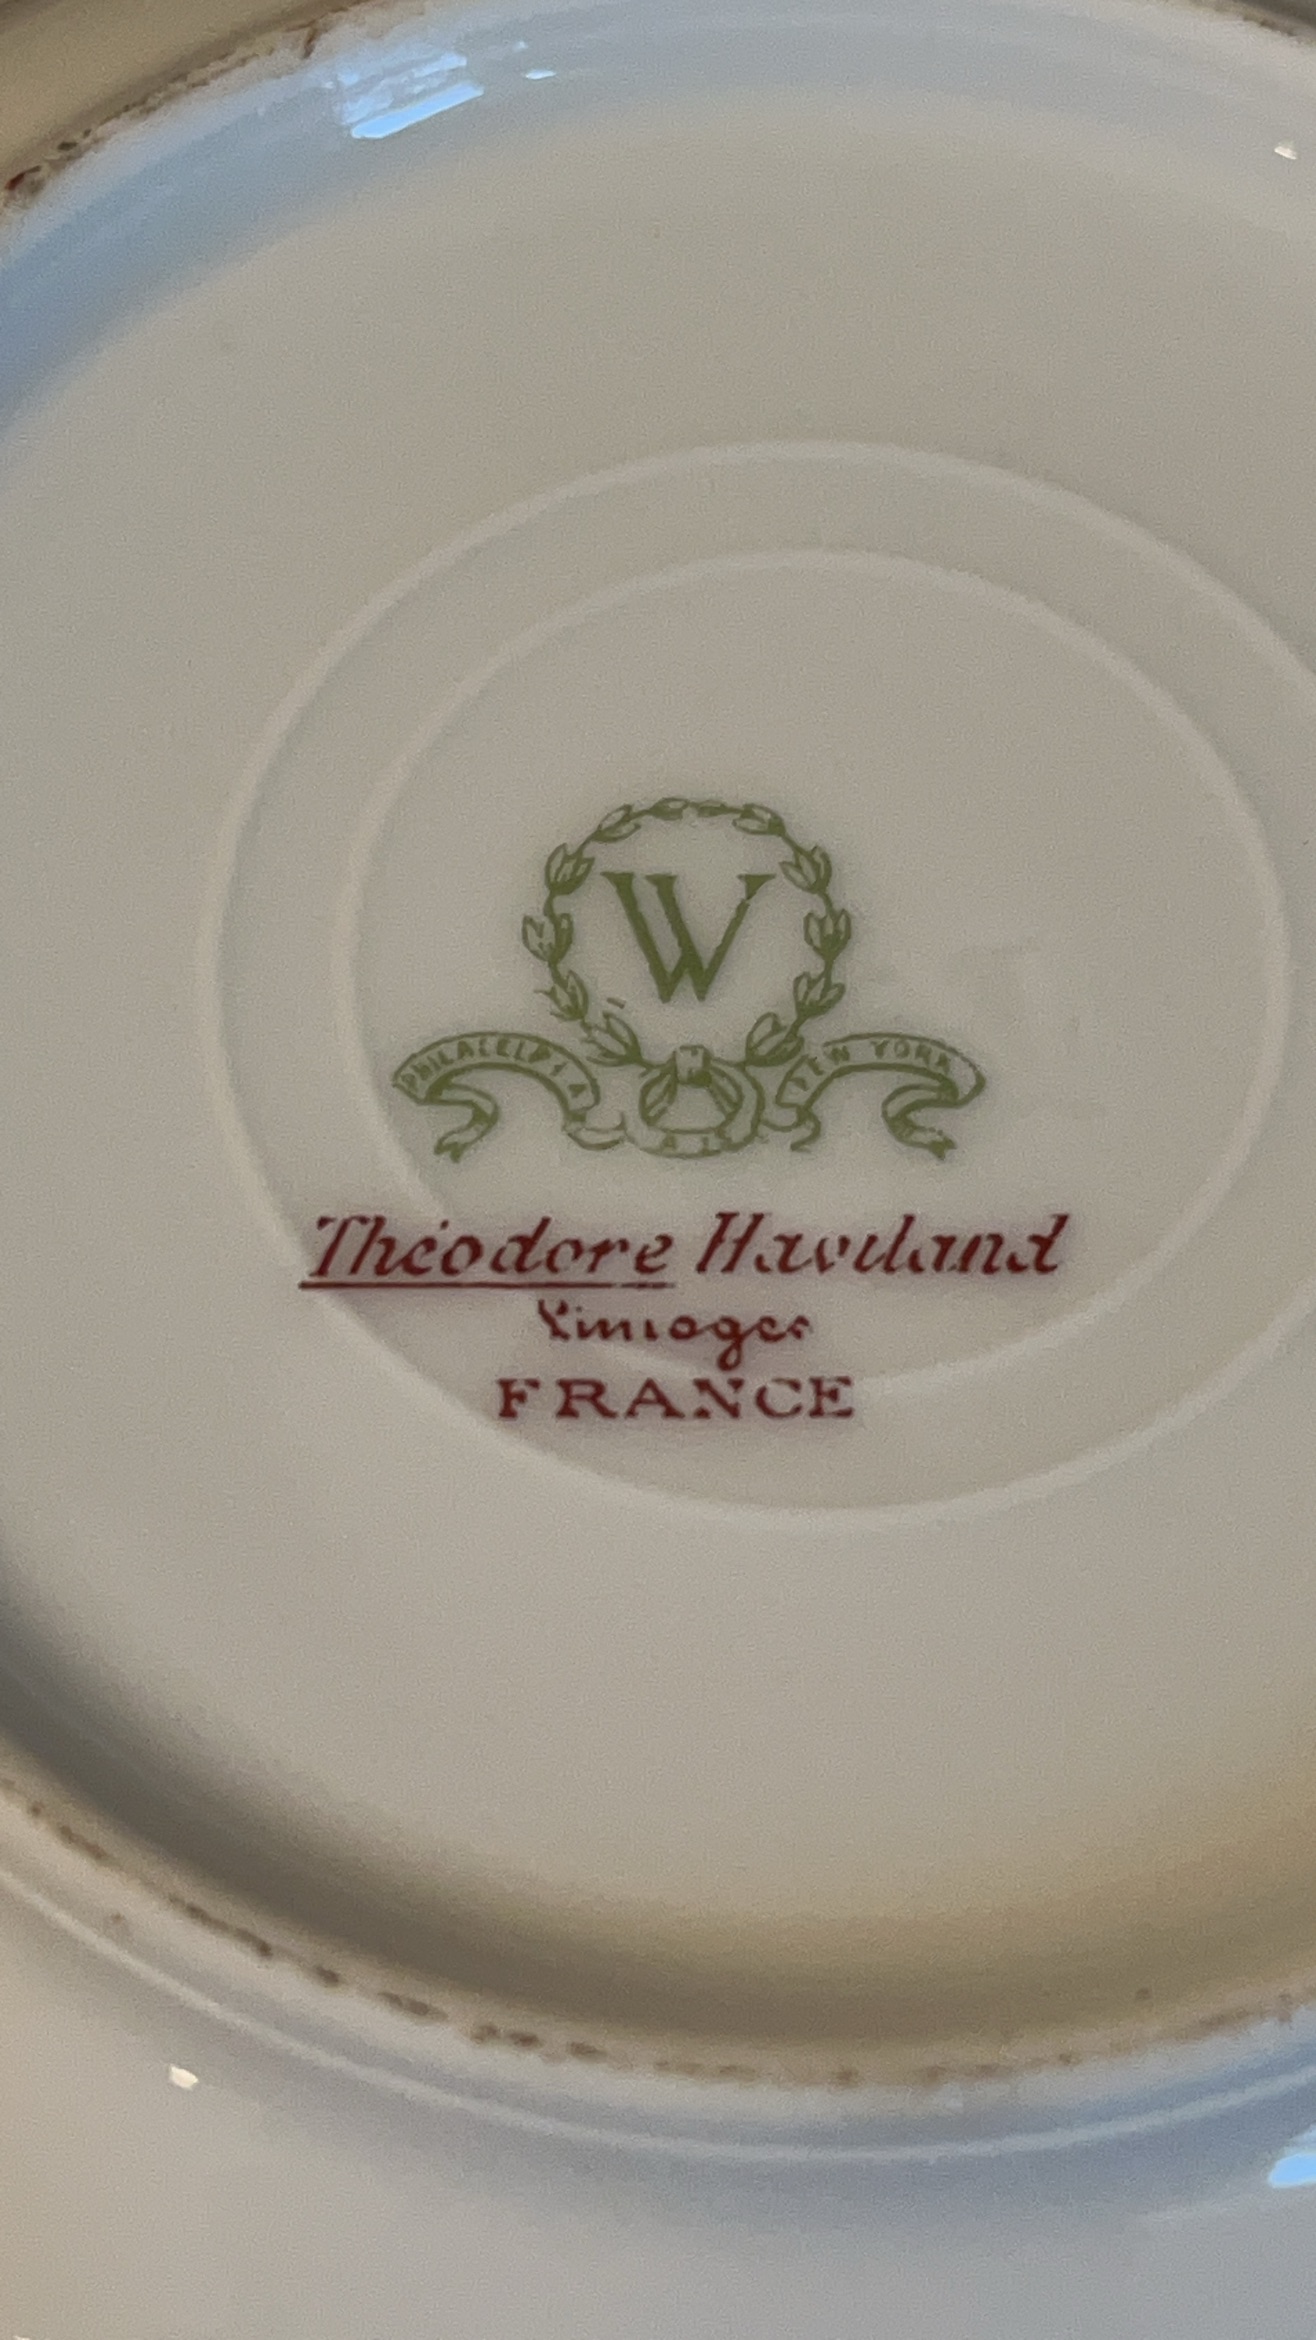 W
PHILADELPHIA NEW YORK
Théodore Haviland
Limoges
FRANCE